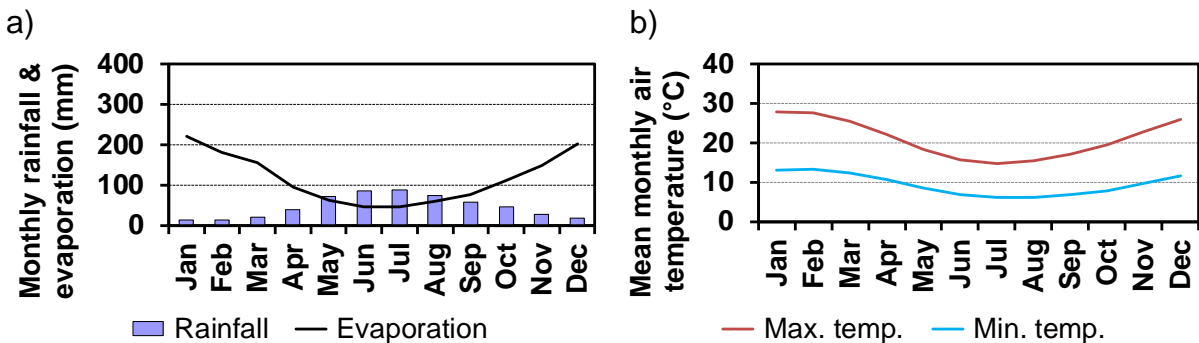 a)
Monthly rainfall &
evaporation (mm)
400
300
200
100
0
Jan
Feb
Mar
Apr
May
Jun
Jul
Aug
Sep
Oct
Nov
Dec
Rainfall
Evaporation
b)
Mean monthly air
temperature (°C)
40
30
20
10
0
Jan
Feb
Mar
Apr
May
Jun
Jul
Aug
Sep
Oct
Nov
Dec
Max. temp.
Min. temp.